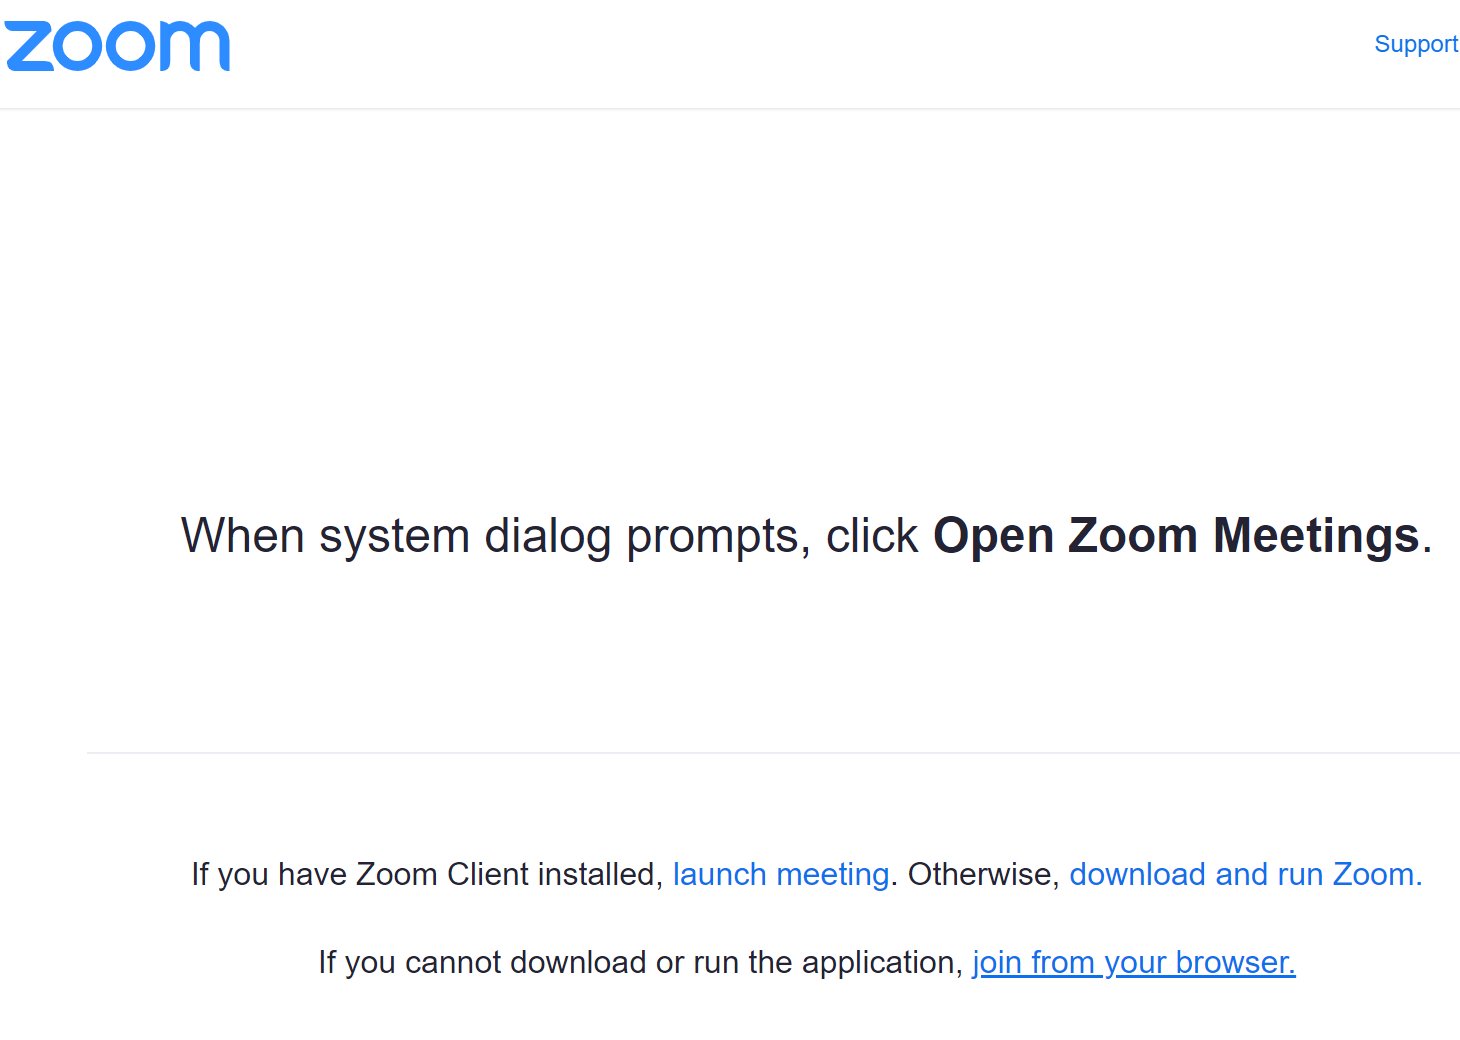 zoom
Support
When system dialog prompts, click Open Zoom Meetings.
If you have Zoom Client installed, launch meeting. Otherwise, download and run Zoom.
If you cannot download or run the application, join from your browser.